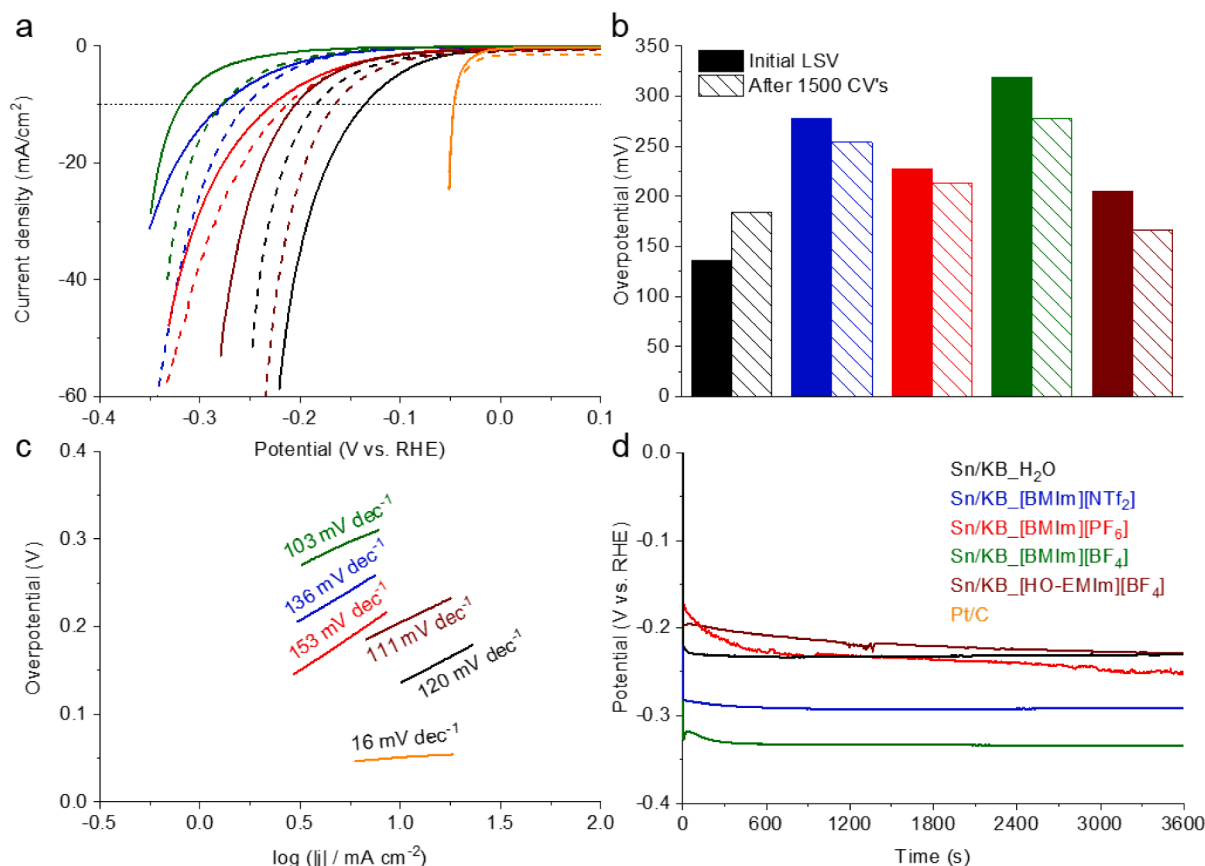 a
0
-20
-40
-60
Current density (mA/cm²)
-0.4
-0.3
-0.2
-0.1
0.0
0.1
Potential (V vs. RHE)
b
350
300
250
200
150
100
50
0
Overpotential (mV)
Initial LSV
After 1500 CV's
c
0.4
0.3
0.2
0.1
0.0
Overpotential (V)
103 mV dec⁻¹
136 mV dec⁻¹
153 mV dec⁻¹
111 mV dec⁻¹
120 mV dec⁻¹
16 mV dec⁻¹
-0.5
0.0
0.5
1.0
1.5
2.0
log (|j| / mA cm⁻²)
d
0.0
-0.1
-0.2
-0.3
-0.4
Potential (V vs. RHE)
Sn/KB_H₂O
Sn/KB_[BMIm][NTf₂]
Sn/KB_[BMIm][PF₆]
Sn/KB_[BMIm][BF₄]
Sn/KB_[HO-EMIm][BF₄]
Pt/C
0
600
1200
1800
2400
3000
3600
Time (s)